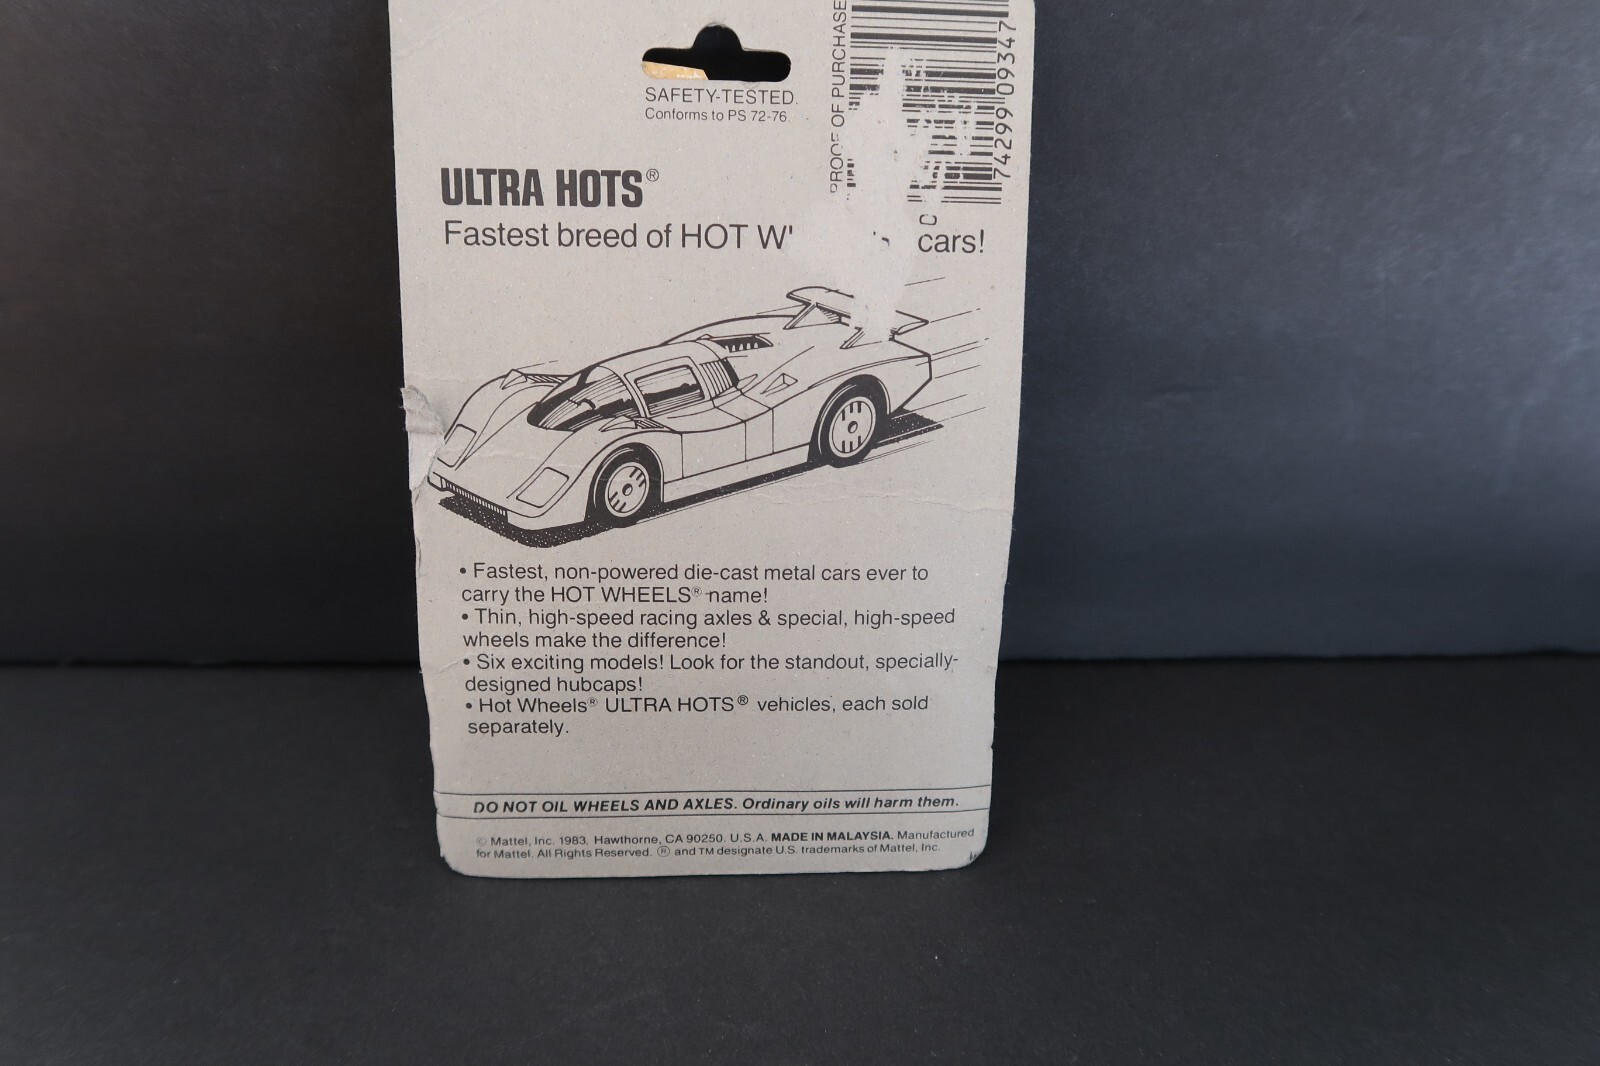 SAFETY-TESTED.
Conforms to PS 72-76.
PROOF OF PURCHASE
74299 09347
ULTRA HOTS®
Fastest breed of HOT cars!
• Fastest, non-powered die-cast metal cars ever to
carry the HOT WHEELS® name!
• Thin, high-speed racing axles & special, high-speed
wheels make the difference!
• Six exciting models! Look for the standout, specially-
designed hubcaps!
• Hot Wheels® ULTRA HOTS® vehicles, each sold
separately.
DO NOT OIL WHEELS AND AXLES. Ordinary oils will harm them.
© Mattel, Inc. 1983, Hawthorne, CA 90250. U.S.A. MADE IN MALAYSIA. Manufactured
for Mattel. All Rights Reserved. ® and TM designate U.S. trademarks of Mattel, Inc.